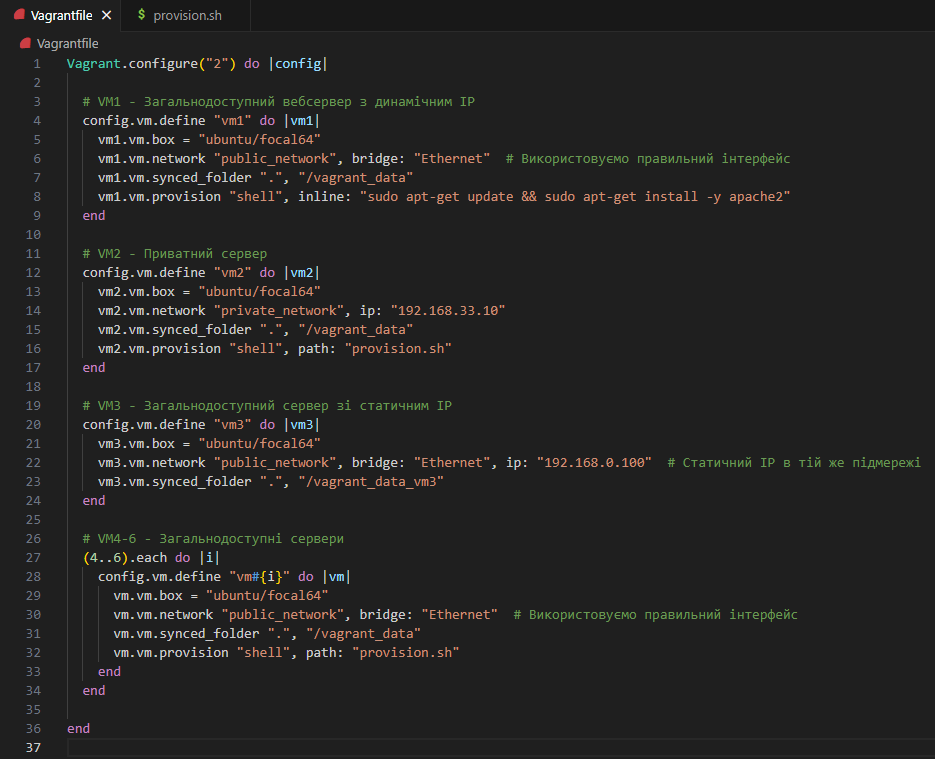 Vagrantfile
$ provision.sh
Vagrantfile
1 Vagrant.configure("2") do |config|
2
3   # VM1 - Загальнодоступний вебсервер з динамічним IP
4   config.vm.define "vm1" do |vm1|
5     vm1.vm.box = "ubuntu/focal64"
6     vm1.vm.network "public_network", bridge: "Ethernet"  # Використовуємо правильний інтерфейс
7     vm1.vm.synced_folder ".", "/vagrant_data"
8     vm1.vm.provision "shell", inline: "sudo apt-get update && sudo apt-get install -y apache2"
9   end
10
11   # VM2 - Приватний сервер
12   config.vm.define "vm2" do |vm2|
13     vm2.vm.box = "ubuntu/focal64"
14     vm2.vm.network "private_network", ip: "192.168.33.10"
15     vm2.vm.synced_folder ".", "/vagrant_data"
16     vm2.vm.provision "shell", path: "provision.sh"
17   end
18
19   # VM3 - Загальнодоступний сервер зі статичним IP
20   config.vm.define "vm3" do |vm3|
21     vm3.vm.box = "ubuntu/focal64"
22     vm3.vm.network "public_network", bridge: "Ethernet", ip: "192.168.0.100"  # Статичний IP в тій же підмережі
23     vm3.vm.synced_folder ".", "/vagrant_data_vm3"
24   end
25
26   # VM4-6 - Загальнодоступні сервери
27   (4..6).each do |i|
28     config.vm.define "vm#{i}" do |vm|
29       vm.vm.box = "ubuntu/focal64"
30       vm.vm.network "public_network", bridge: "Ethernet"  # Використовуємо правильний інтерфейс
31       vm.vm.synced_folder ".", "/vagrant_data"
32       vm.vm.provision "shell", path: "provision.sh"
33     end
34   end
35
36 end
37